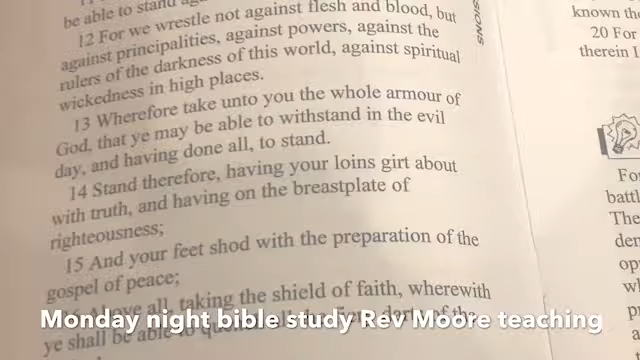 be able to stand
12 For we wrestle not against flesh and blood, but
against principalities, against powers, against the
rulers of the darkness of this world, against spiritual
wickedness in high places.
13 Wherefore take unto you the whole armour of
God, that ye may be able to withstand in the evil
day, and having done all, to stand.
14 Stand therefore, having your loins girt about
with truth, and having on the breastplate of
righteousness;
15 And your feet shod with the preparation of the
gospel of peace;
Above all, taking the shield of faith, wherewith
ye shall be able to
Monday night bible study Rev Moore teaching
SIONS
known the
20 For
therein I
For
battl
The
den
op
wh
p
a